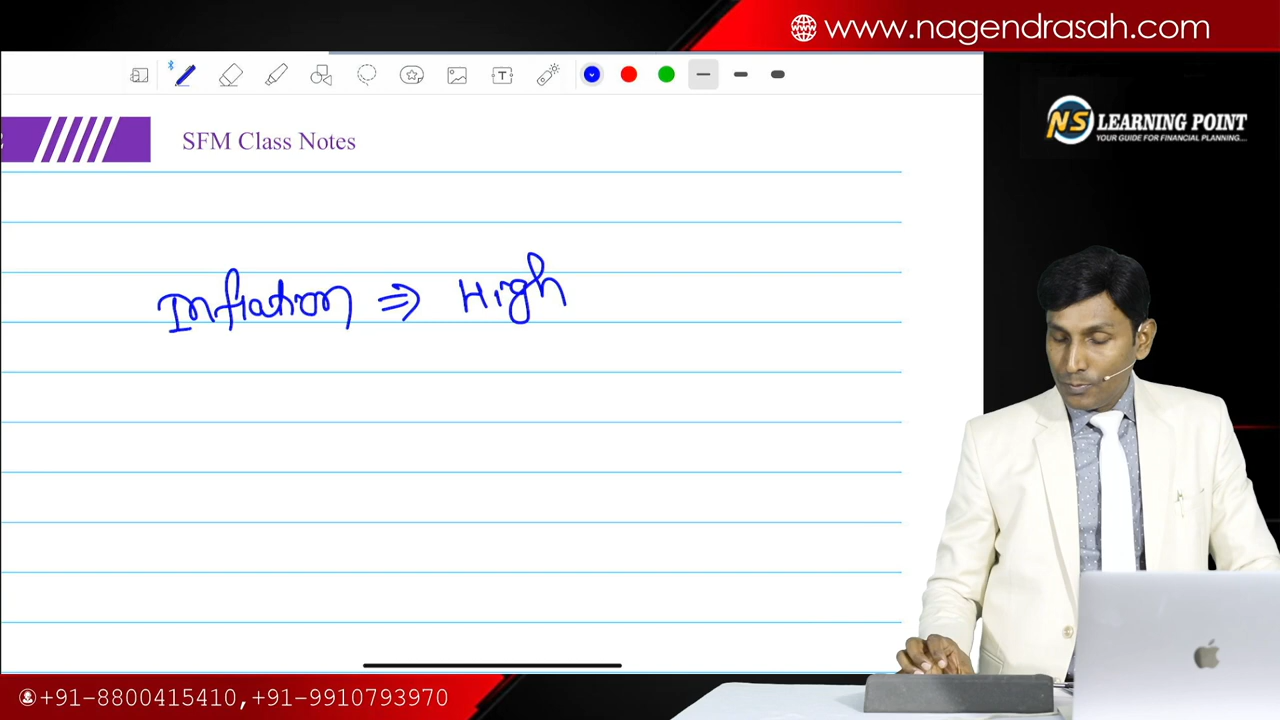 www.nagendrasah.com
SFM Class Notes
NS LEARNING POINT
YOUR GUIDE FOR FINANCIAL PLANNING....
Inflation ⇒ High
+91-8800415410,+91-9910793970